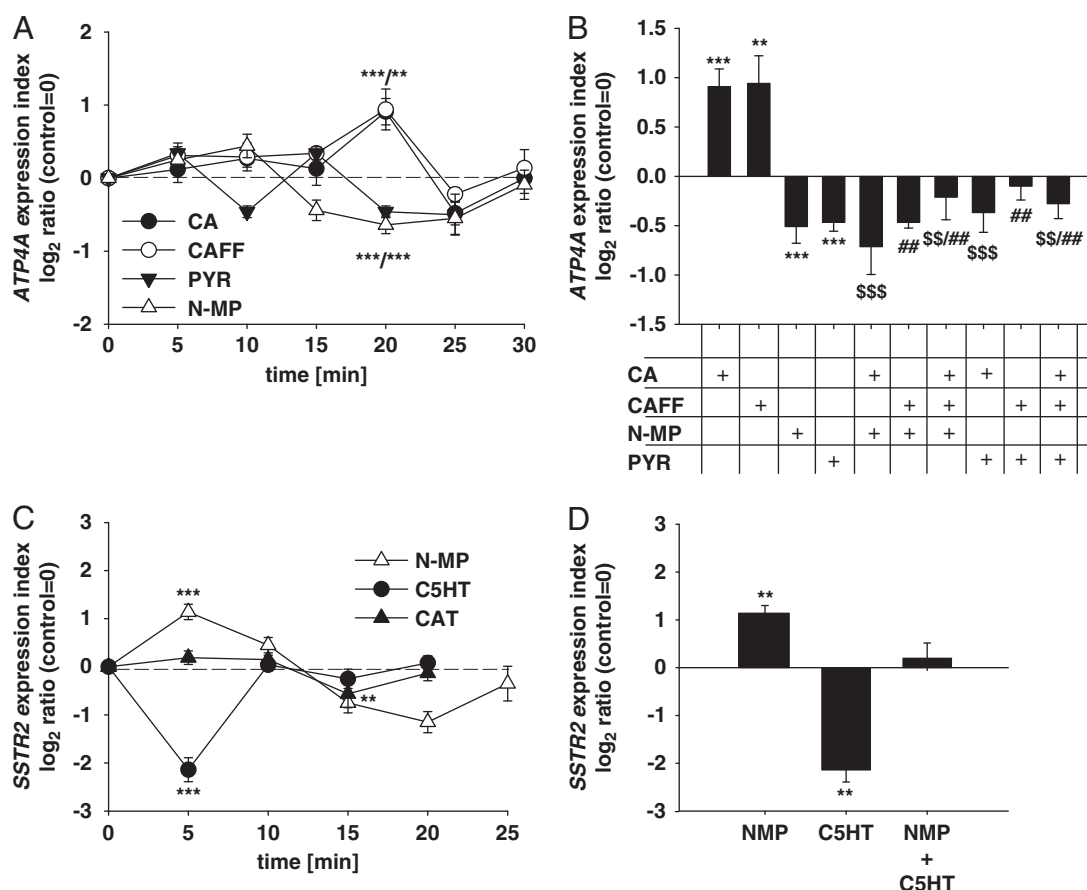 A
ATP4A expression index
log2 ratio (control=0)
2
1
0
-1
-2
***/**
***/***
CA
CAFF
PYR
N-MP
0 5 10 15 20 25 30
time [min]
B
ATP4A expression index
log2 ratio (control=0)
1.5
1.0
0.5
0.0
-0.5
-1.0
-1.5
*** ** *** *** $$$ ## $$/## $$$ ## $$/##
CA + + + + +
CAFF + + + + +
N-MP + + + +
PYR + + + +
C
SSTR2 expression index
log2 ratio (control=0)
3
2
1
0
-1
-2
-3
N-MP
C5HT
CAT
***
**
***
0 5 10 15 20 25
time [min]
D
SSTR2 expression index
log2 ratio (control=0)
3
2
1
0
-1
-2
-3
**
**
NMP C5HT NMP
+
C5HT